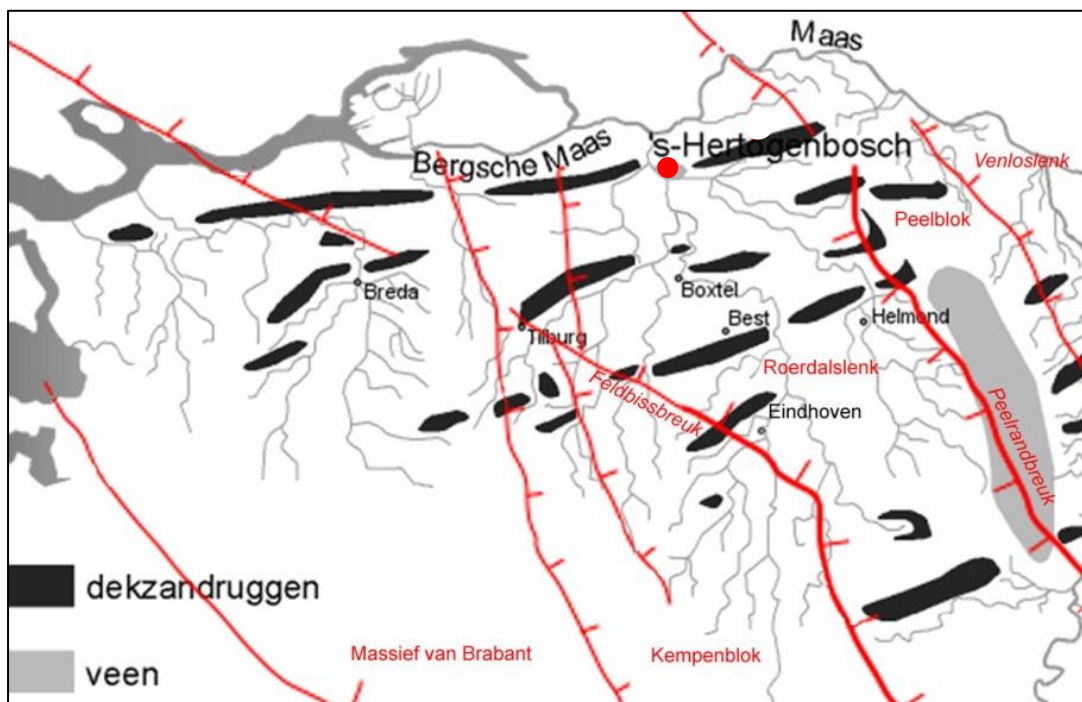 Maas
's-Hertogenbosch
Bergsche Maas
Venloslenk
Peelblok
Breda
Boxtel
Tilburg
Best
Helmond
Roerdalslenk
Feldbissbreuk
Eindhoven
Peelrandbreuk
dekzandruggen
Massief van Brabant
Kempenblok
veen